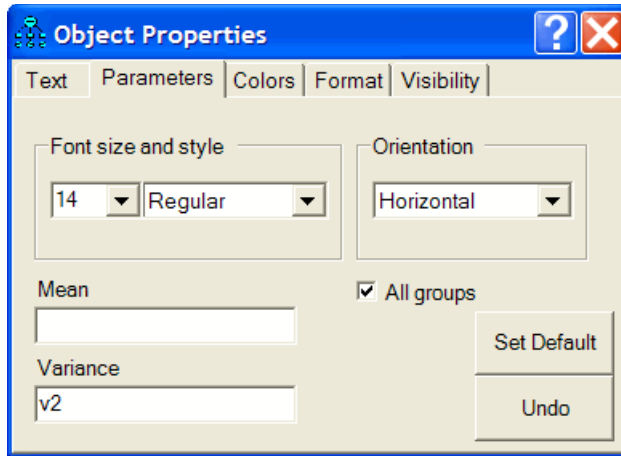 Object Properties
Text Parameters Colors Format Visibility
Font size and style Orientation
14 Regular Horizontal
Mean All groups
Set Default
Variance
v2
Undo